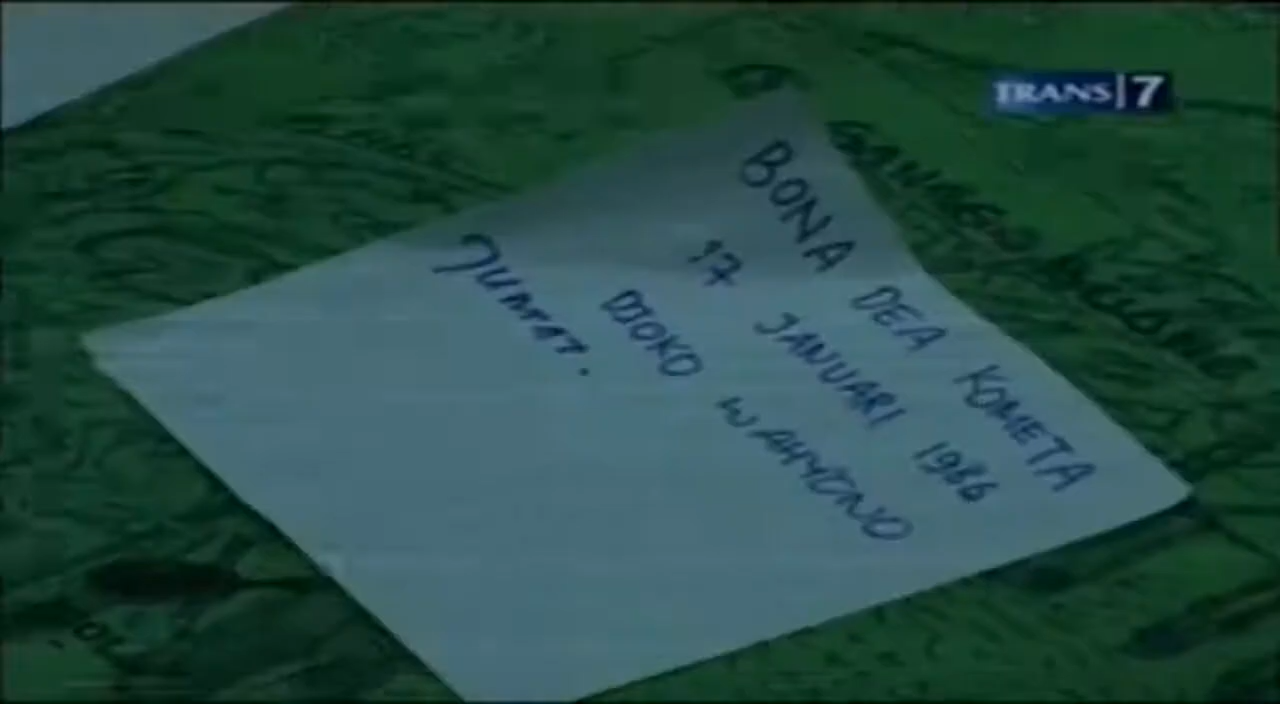 TRANS|7
BONA DEA KOMETA
17 JANUARI 1986
DJOKO WAHYONO
JUMAT.